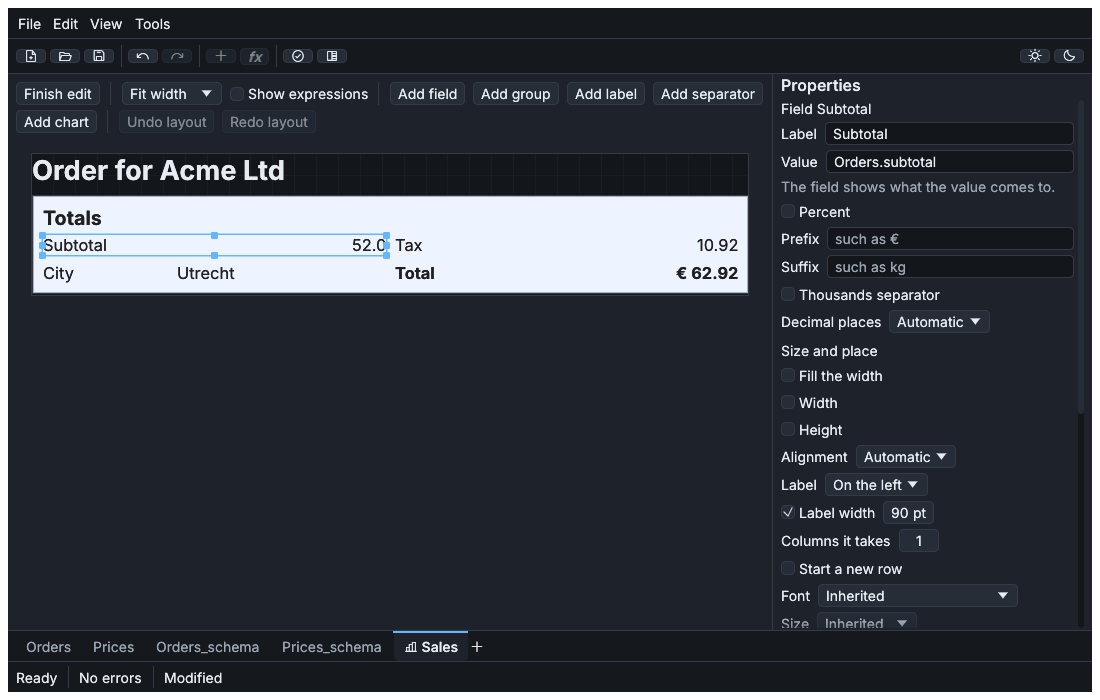 File Edit View Tools
fx
Finish edit Fit width Show expressions Add field Add group Add label Add separator
Add chart Undo layout Redo layout
Order for Acme Ltd
Totals
Subtotal 52.0 Tax 10.92
City Utrecht Total € 62.92
Properties
Field Subtotal
Label Subtotal
Value Orders.subtotal
The field shows what the value comes to.
Percent
Prefix such as €
Suffix such as kg
Thousands separator
Decimal places Automatic
Size and place
Fill the width
Width
Height
Alignment Automatic
Label On the left
Label width 90 pt
Columns it takes 1
Start a new row
Font Inherited
Size Inherited
Orders Prices Orders_schema Prices_schema Sales +
Ready No errors Modified